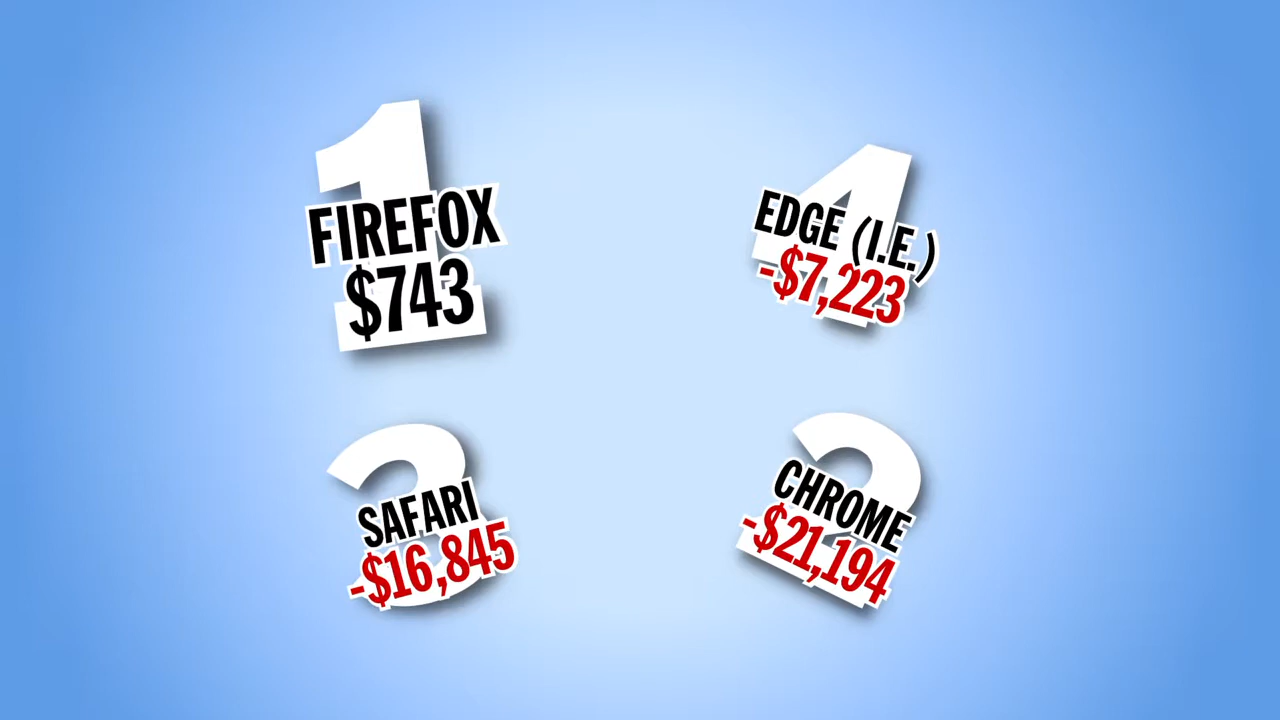 1
FIREFOX
$743
4
EDGE (I.E.)
-$7,223
3
SAFARI
-$16,845
2
CHROME
-$21,194